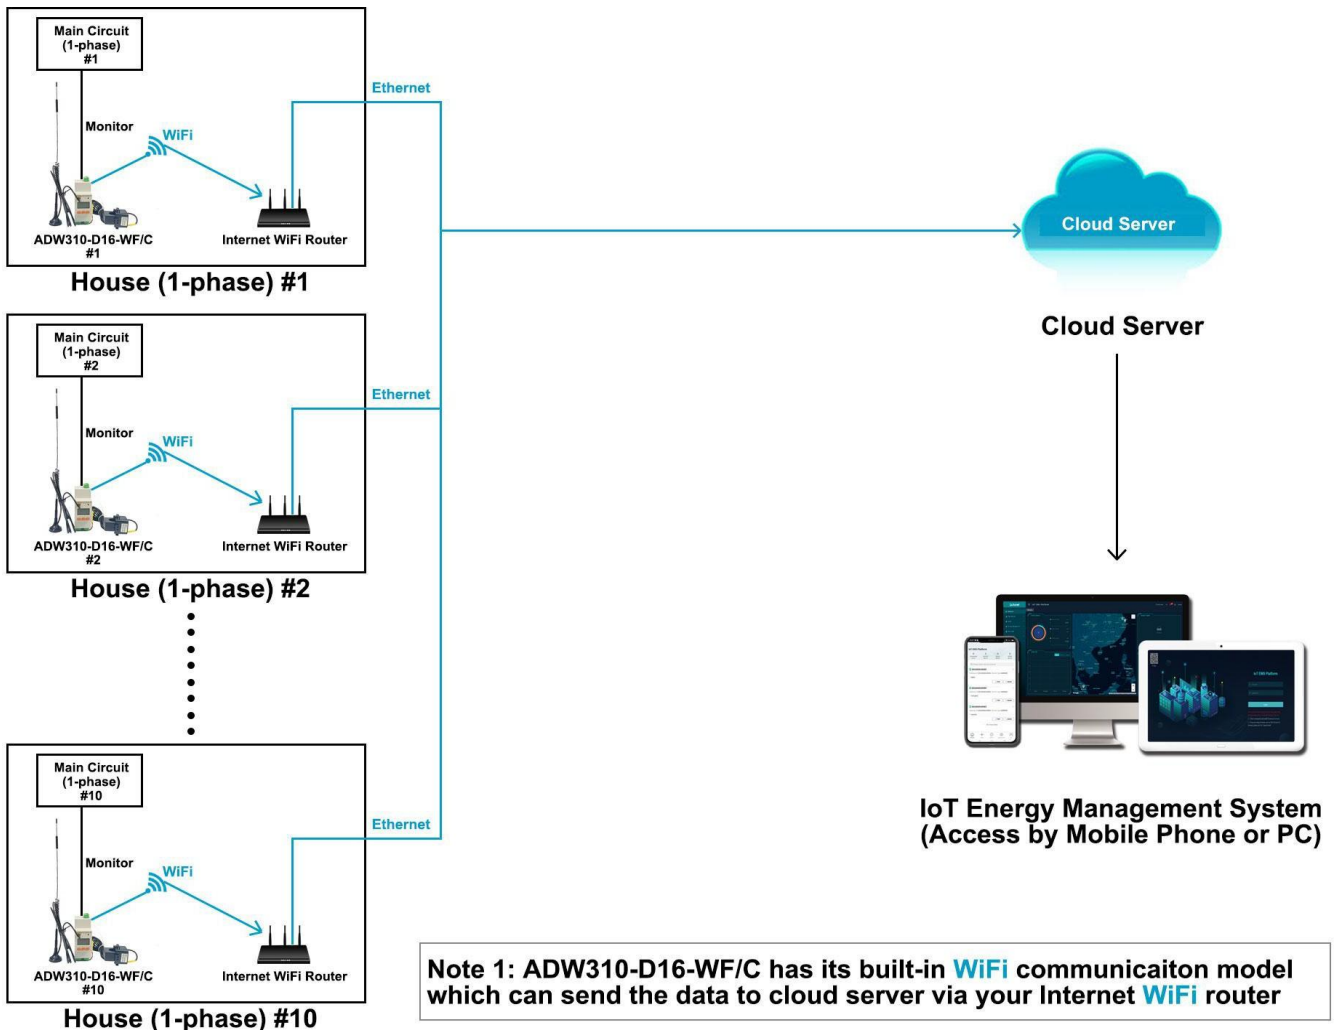 Main Circuit
(1-phase)
#1
Monitor
WiFi
Ethernet
ADW310-D16-WF/C
#1
Internet WiFi Router
House (1-phase) #1
Main Circuit
(1-phase)
#2
Monitor
WiFi
Ethernet
ADW310-D16-WF/C
#2
Internet WiFi Router
House (1-phase) #2
Main Circuit
(1-phase)
#10
Monitor
WiFi
Ethernet
ADW310-D16-WF/C
#10
Internet WiFi Router
House (1-phase) #10
Cloud Server
Cloud Server
IoT Energy Management System
(Access by Mobile Phone or PC)
Note 1: ADW310-D16-WF/C has its built-in WiFi communicaiton model
which can send the data to cloud server via your Internet WiFi router